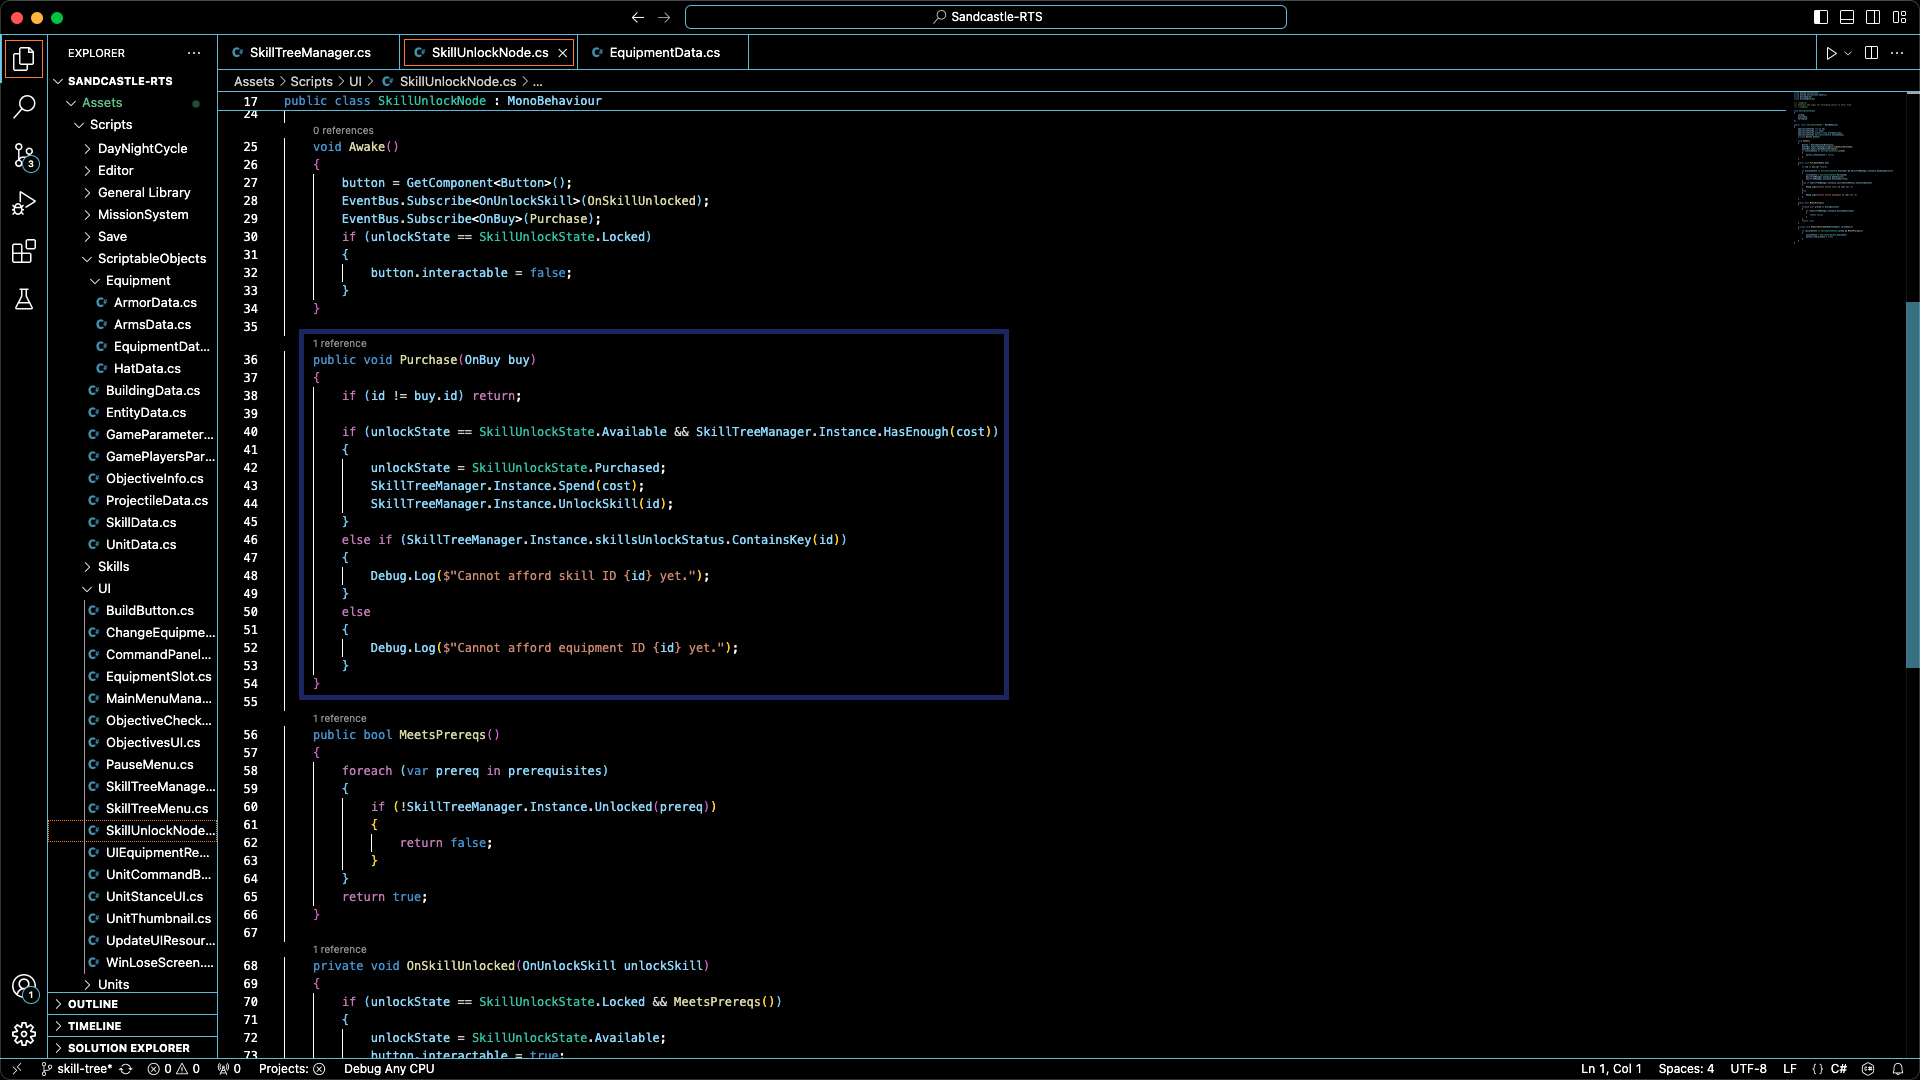 Sandcastle-RTS
EXPLORER
SANDCASTLE-RTS
Assets
Scripts
DayNightCycle
Editor
General Library
MissionSystem
Save
ScriptableObjects
Equipment
ArmorData.cs
ArmsData.cs
EquipmentDat...
HatData.cs
BuildingData.cs
EntityData.cs
GameParameter...
GamePlayersPar...
ObjectiveInfo.cs
ProjectileData.cs
SkillData.cs
UnitData.cs
Skills
UI
BuildButton.cs
ChangeEquipme...
CommandPanel...
EquipmentSlot.cs
MainMenuMana...
ObjectiveCheck...
ObjectivesUI.cs
PauseMenu.cs
SkillTreeManage...
SkillTreeMenu.cs
SkillUnlockNode...
UIEquipmentRe...
UnitCommandB...
UnitStanceUI.cs
UnitThumbnail.cs
UpdateUIResour...
WinLoseScreen....
Units
OUTLINE
TIMELINE
SOLUTION EXPLORER
3
1
SkillTreeManager.cs
SkillUnlockNode.cs
EquipmentData.cs
Assets > Scripts > UI > SkillUnlockNode.cs > ...
17 public class SkillUnlockNode : MonoBehaviour
24
0 references
25 void Awake()
26 {
27 button = GetComponent<Button>();
28 EventBus.Subscribe<OnUnlockSkill>(OnSkillUnlocked);
29 EventBus.Subscribe<OnBuy>(Purchase);
30 if (unlockState == SkillUnlockState.Locked)
31 {
32 button.interactable = false;
33 }
34 }
35
1 reference
36 public void Purchase(OnBuy buy)
37 {
38 if (id != buy.id) return;
39
40 if (unlockState == SkillUnlockState.Available && SkillTreeManager.Instance.HasEnough(cost))
41 {
42 unlockState = SkillUnlockState.Purchased;
43 SkillTreeManager.Instance.Spend(cost);
44 SkillTreeManager.Instance.UnlockSkill(id);
45 }
46 else if (SkillTreeManager.Instance.skillsUnlockStatus.ContainsKey(id))
47 {
48 Debug.Log($"Cannot afford skill ID {id} yet.");
49 }
50 else
51 {
52 Debug.Log($"Cannot afford equipment ID {id} yet.");
53 }
54 }
55
1 reference
56 public bool MeetsPrereqs()
57 {
58 foreach (var prereq in prerequisites)
59 {
60 if (!SkillTreeManager.Instance.Unlocked(prereq))
61 {
62 return false;
63 }
64 }
65 return true;
66 }
67
1 reference
68 private void OnSkillUnlocked(OnUnlockSkill unlockSkill)
69 {
70 if (unlockState == SkillUnlockState.Locked && MeetsPrereqs())
71 {
72 unlockState = SkillUnlockState.Available;
73 button.interactable = true;
skill-tree* 0 0 0 Projects: Debug Any CPU
Ln 1, Col 1 Spaces: 4 UTF-8 LF {} C#